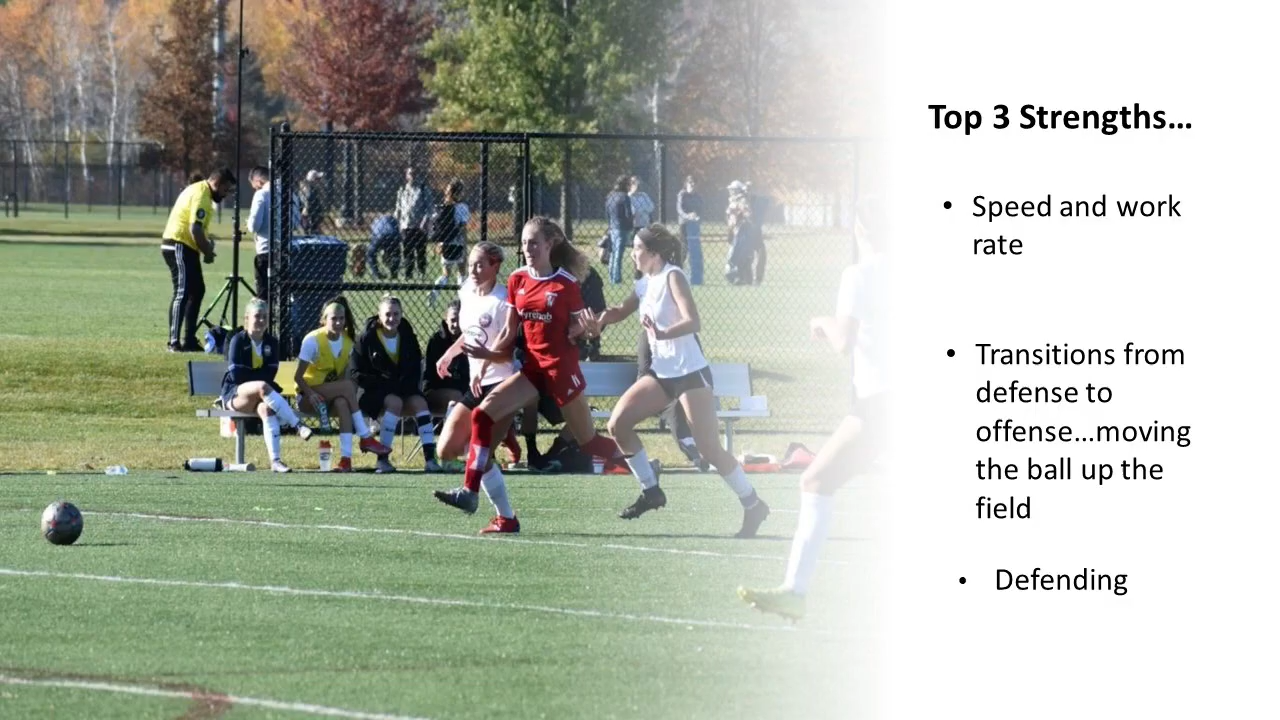 Top 3 Strengths...
• Speed and work
rate
• Transitions from
defense to
offense...moving
the ball up the
field
• Defending